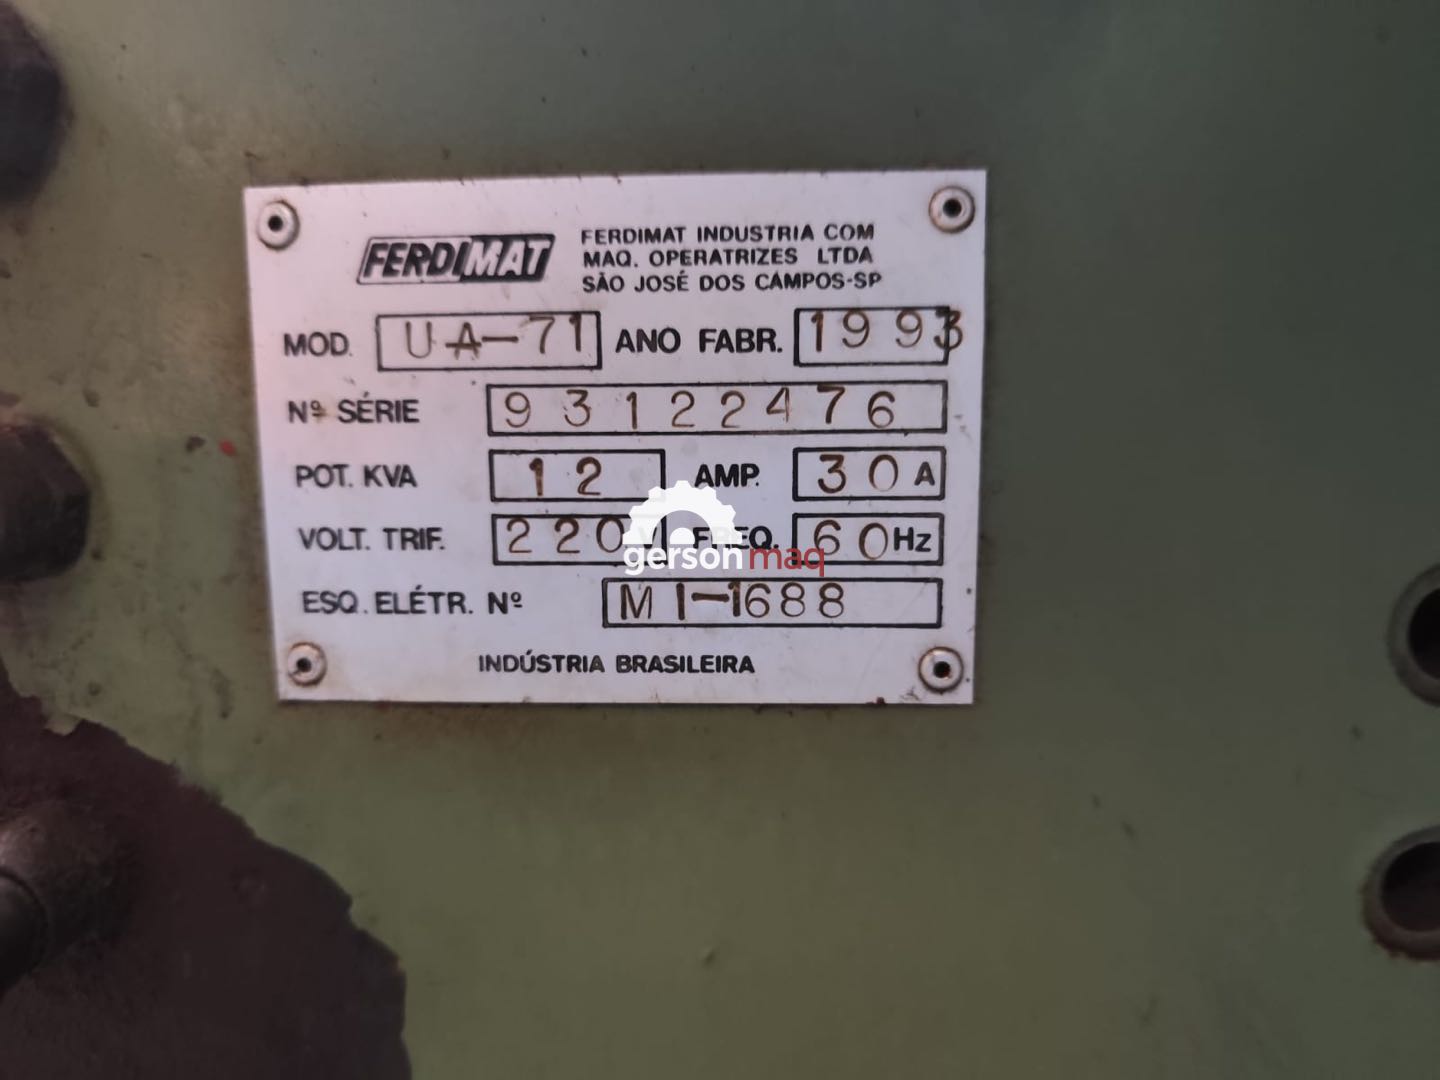 FERDIMAT
FERDIMAT INDUSTRIA COM
MAQ. OPERATRIZES LTDA
SÃO JOSÉ DOS CAMPOS-SP
MOD. UA-71 ANO FABR. 1993
Nº SÉRIE 93122476
POT. KVA 12 AMP. 30 A
VOLT. TRIF. 220 V FREQ. 60 Hz
gersonmaq
ESQ. ELÉTR. Nº MI-1688
INDÚSTRIA BRASILEIRA